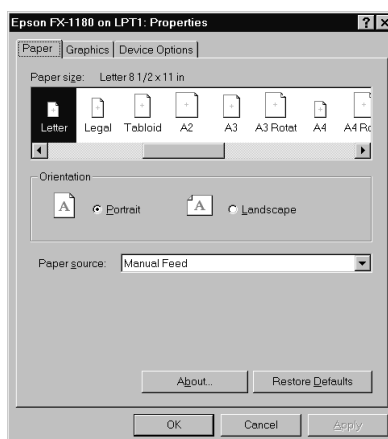 Epson FX-1180 on LPT1: Properties
Paper Graphics Device Options
Paper size: Letter 8 1/2 x 11 in
Letter Legal Tabloid A2 A3 A3 Rotat A4 A4 Ro
Orientation
A Portrait A Landscape
Paper source: Manual Feed
About... Restore Defaults
OK Cancel Apply